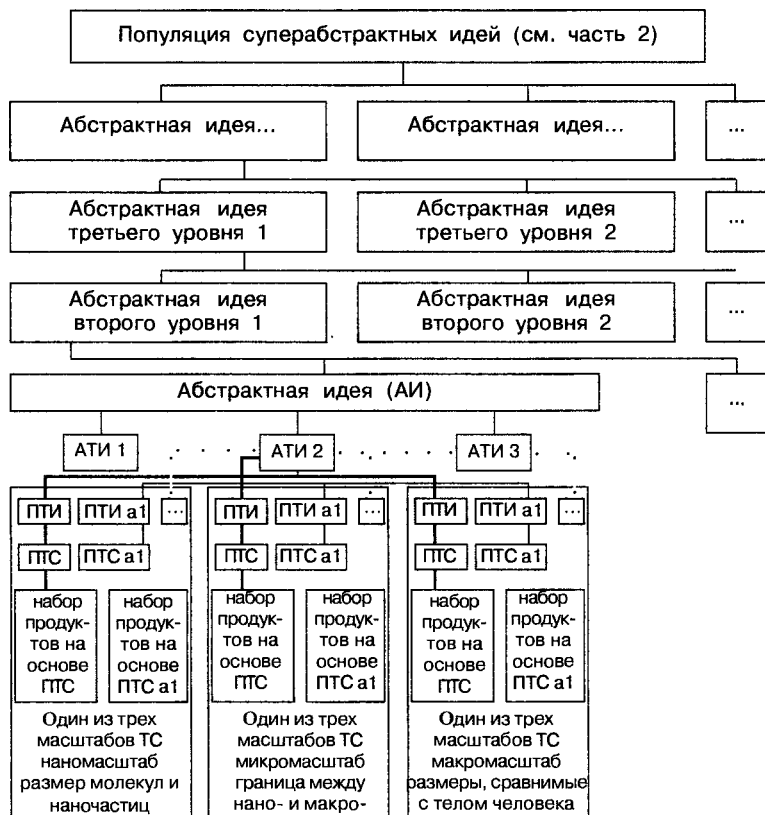 Популяция суперабстрактных идей (см. часть 2)
Абстрактная идея...
Абстрактная идея...
...
Абстрактная идея
третьего уровня 1
Абстрактная идея
третьего уровня 2
...
Абстрактная идея
второго уровня 1
Абстрактная идея
второго уровня 2
...
Абстрактная идея (АИ)
...
АТИ 1
АТИ 2
АТИ 3
ПТИ
ПТИ а1
...
ПТС
ПТС а1
набор
продук-
тов на
основе
ПТС
набор
продук-
тов на
основе
ПТС а1
Один из трех
масштабов ТС
наномасштаб
размер молекул и
наночастиц
ПТИ
ПТИ а1
...
ПТС
ПТС а1
набор
продук-
тов на
основе
ПТС
набор
продук-
тов на
основе
ПТС а1
Один из трех
масштабов ТС
микромасштаб
граница между
нано- и макро-
ПТИ
ПТИ а1
...
ПТС
ПТС а1
набор
продук-
тов на
основе
ПТС
набор
продук-
тов на
основе
ПТС а1
Один из трех
масштабов ТС
макромасштаб
размеры, сравнимые
с телом человека